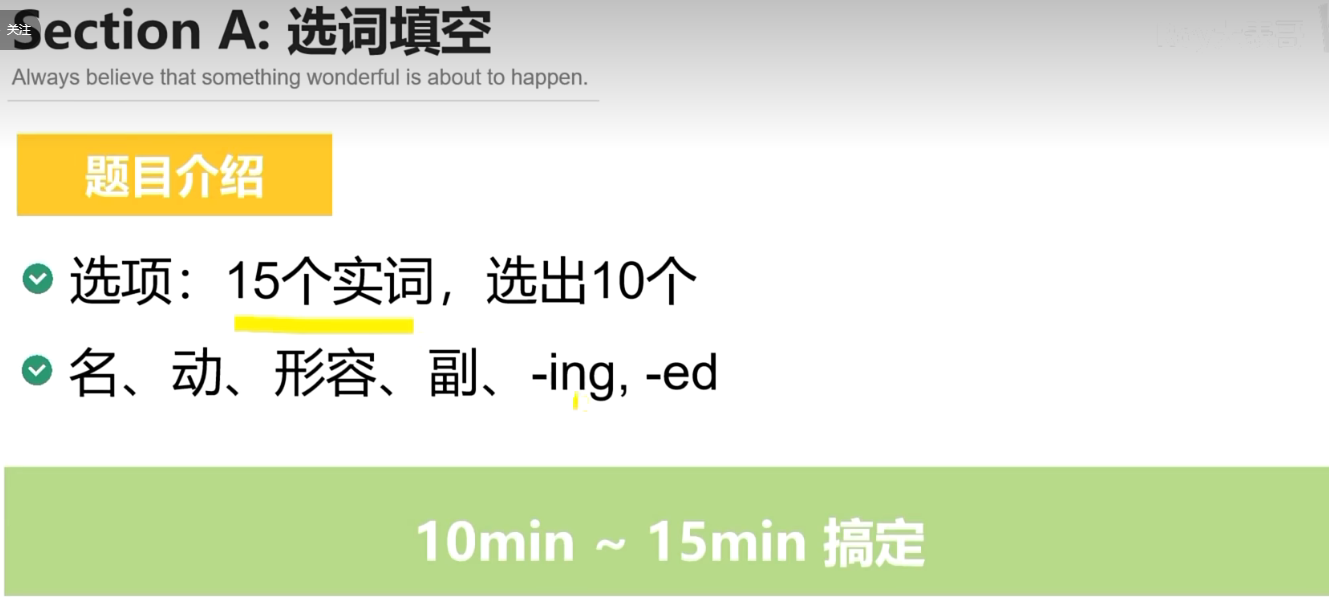 关注
Section A: 选词填空
Always believe that something wonderful is about to happen.
题目介绍
选项：15个实词，选出10个
名、动、形容、副、-ing, -ed
10min ~ 15min 搞定